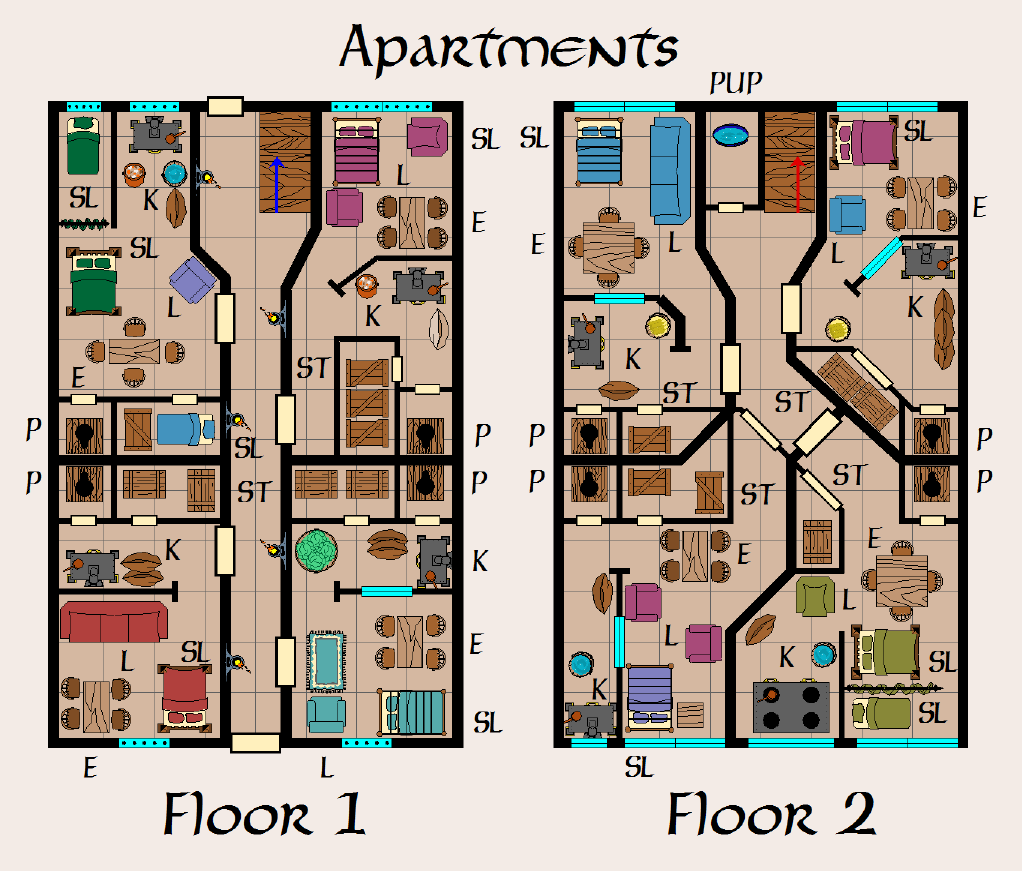 Apartments
PUP
SL SL SL SL
K L
SL E E
SL E L L
L K K
K
ST
E ST ST
P SL P P P
P ST P P ST P
ST
K K E E
L
L SL E L K SL
K
SL SL
E L SL
Floor 1 Floor 2